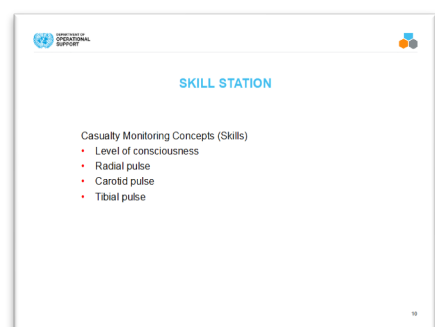 DEPARTMENT OF
OPERATIONAL
SUPPORT
SKILL STATION
Casualty Monitoring Concepts (Skills)
• Level of consciousness
• Radial pulse
• Carotid pulse
• Tibial pulse
10